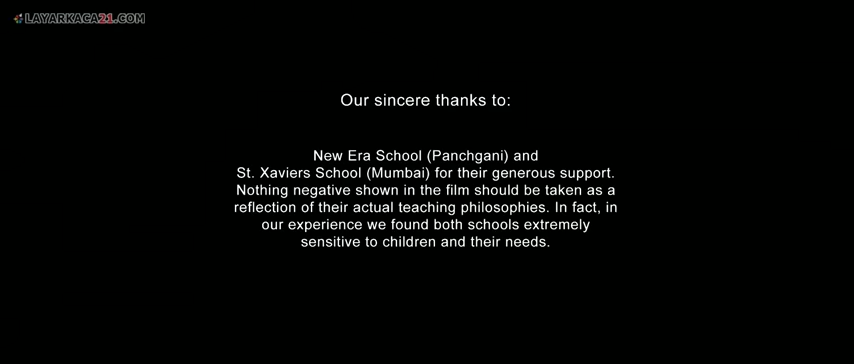 LAYARKACA21.COM
Our sincere thanks to:
New Era School (Panchgani) and
St. Xaviers School (Mumbai) for their generous support.
Nothing negative shown in the film should be taken as a
reflection of their actual teaching philosophies. In fact, in
our experience we found both schools extremely
sensitive to children and their needs.